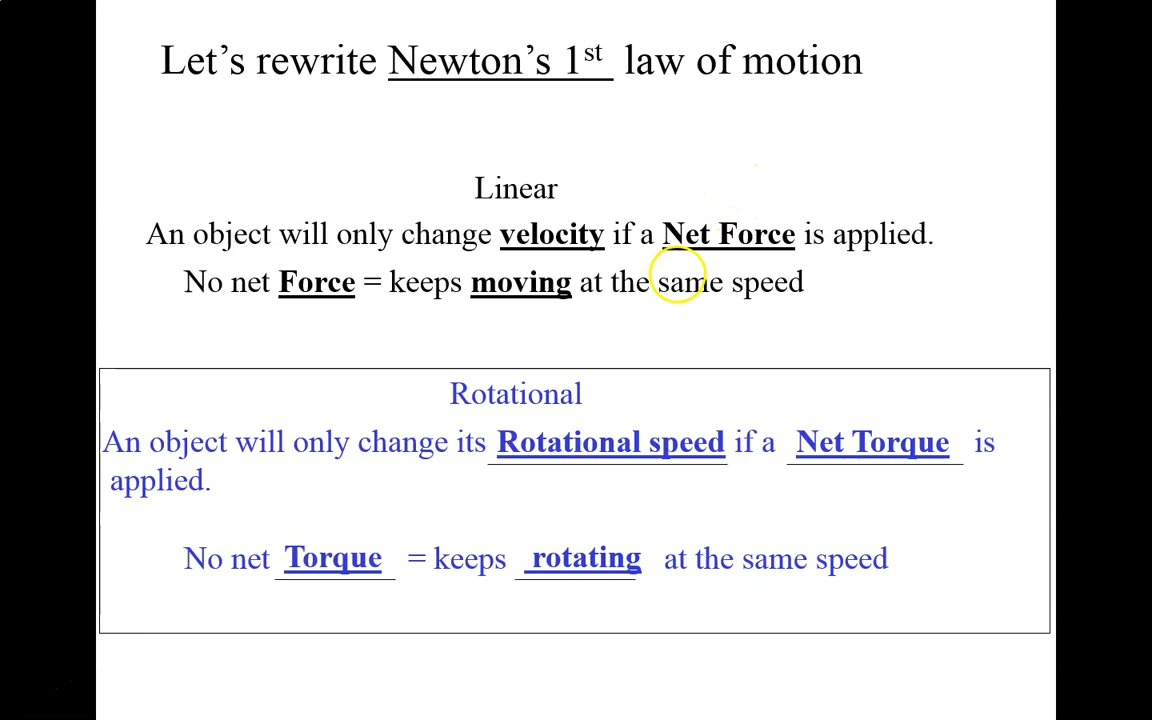 Let’s rewrite Newton’s 1st law of motion
Linear
An object will only change velocity if a Net Force is applied.
No net Force = keeps moving at the same speed
Rotational
An object will only change its Rotational speed if a Net Torque is
applied.
No net Torque = keeps rotating at the same speed